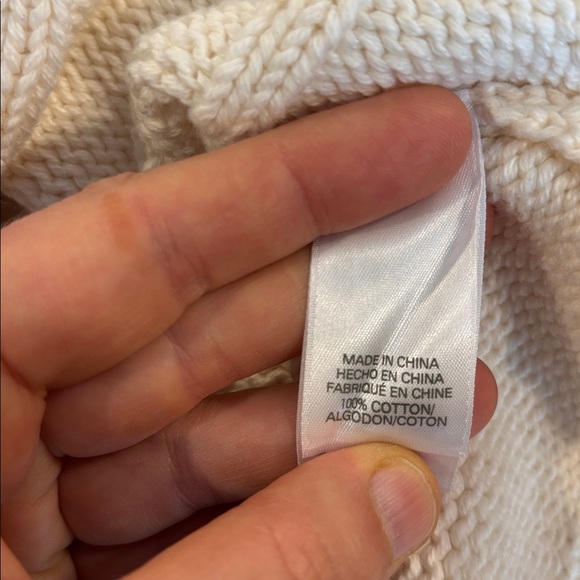 MADE IN CHINA
HECHO EN CHINA
FABRIQUÉ EN CHINE
100% COTTON/
ALGODON/COTON